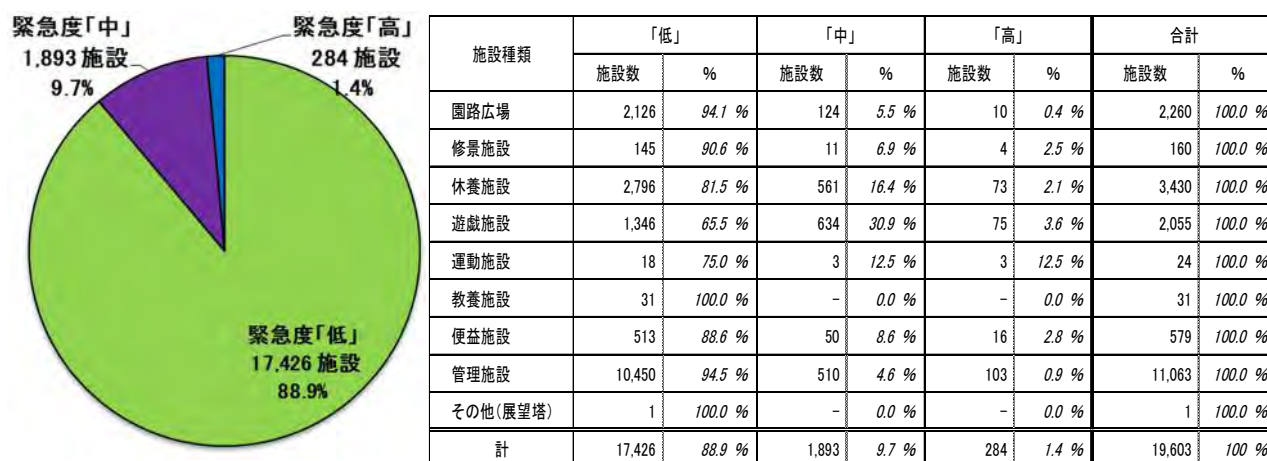 緊急度「中」
1,893 施設
9.7%
緊急度「高」
284 施設
1.4%
緊急度「低」
17,426 施設
88.9%
施設種類 「低」 「中」 「高」 合計
施設数 % 施設数 % 施設数 % 施設数 %
園路広場 2,126 94.1 % 124 5.5 % 10 0.4 % 2,260 100.0 %
修景施設 145 90.6 % 11 6.9 % 4 2.5 % 160 100.0 %
休養施設 2,796 81.5 % 561 16.4 % 73 2.1 % 3,430 100.0 %
遊戯施設 1,346 65.5 % 634 30.9 % 75 3.6 % 2,055 100.0 %
運動施設 18 75.0 % 3 12.5 % 3 12.5 % 24 100.0 %
教養施設 31 100.0 % - 0.0 % - 0.0 % 31 100.0 %
便益施設 513 88.6 % 50 8.6 % 16 2.8 % 579 100.0 %
管理施設 10,450 94.5 % 510 4.6 % 103 0.9 % 11,063 100.0 %
その他(展望塔) 1 100.0 % - 0.0 % - 0.0 % 1 100.0 %
計 17,426 88.9 % 1,893 9.7 % 284 1.4 % 19,603 100 %